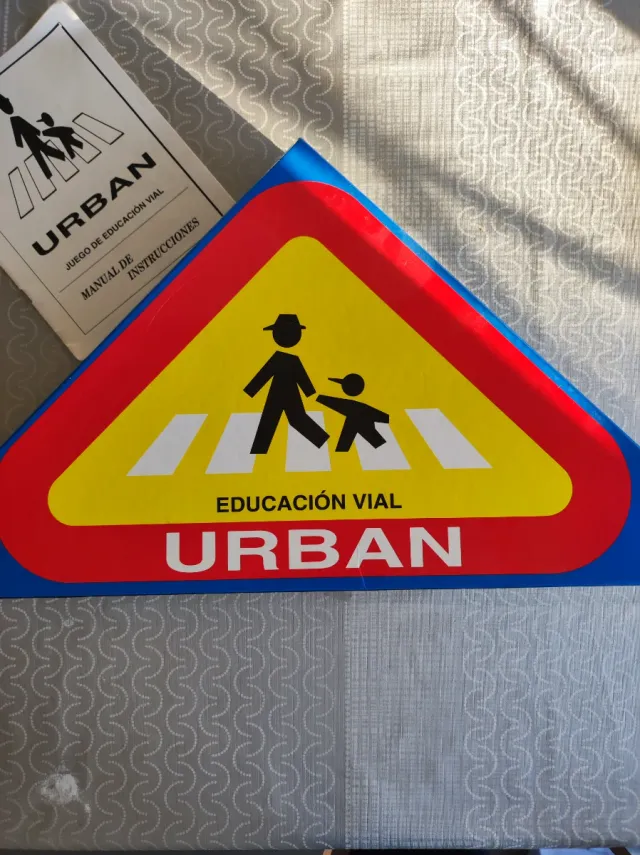 URBAN
JUEGO DE EDUCACIÓN VIAL
MANUAL DE
INSTRUCCIONES
EDUCACIÓN VIAL
URBAN